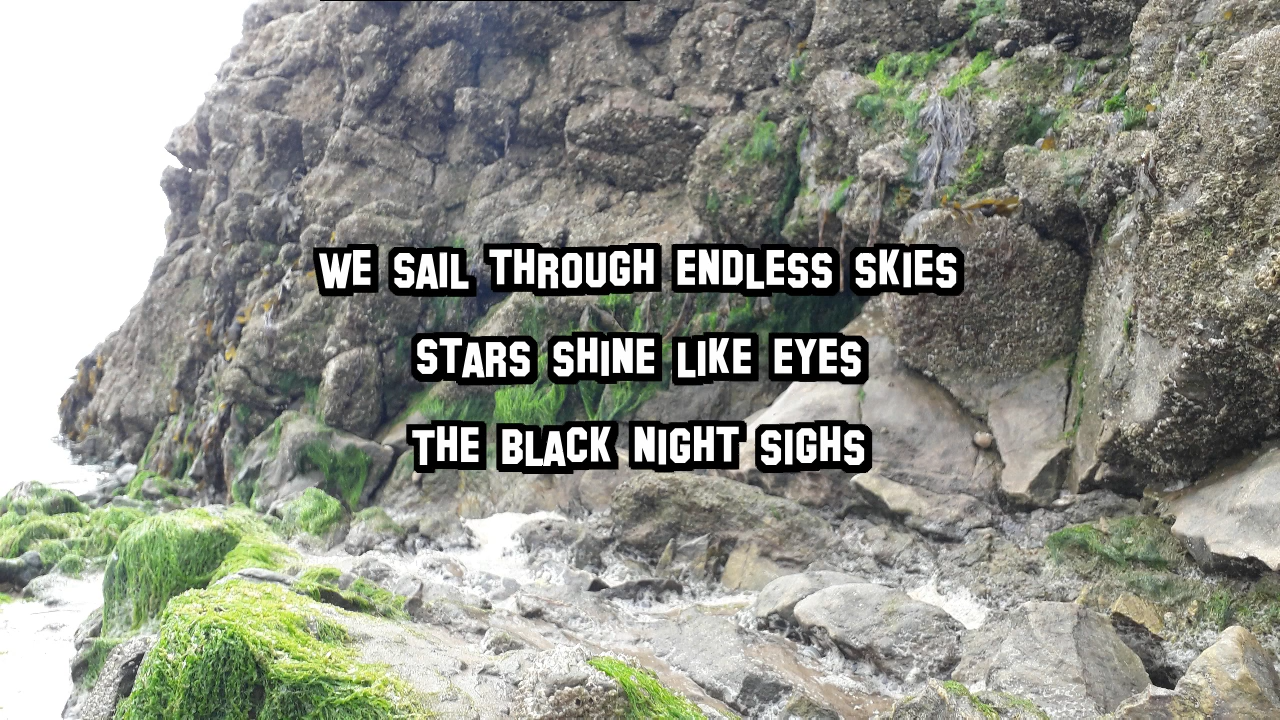 WE SAIL THROUGH ENDLESS SKIES
STARS SHINE LIKE EYES
THE BLACK NIGHT SIGHS